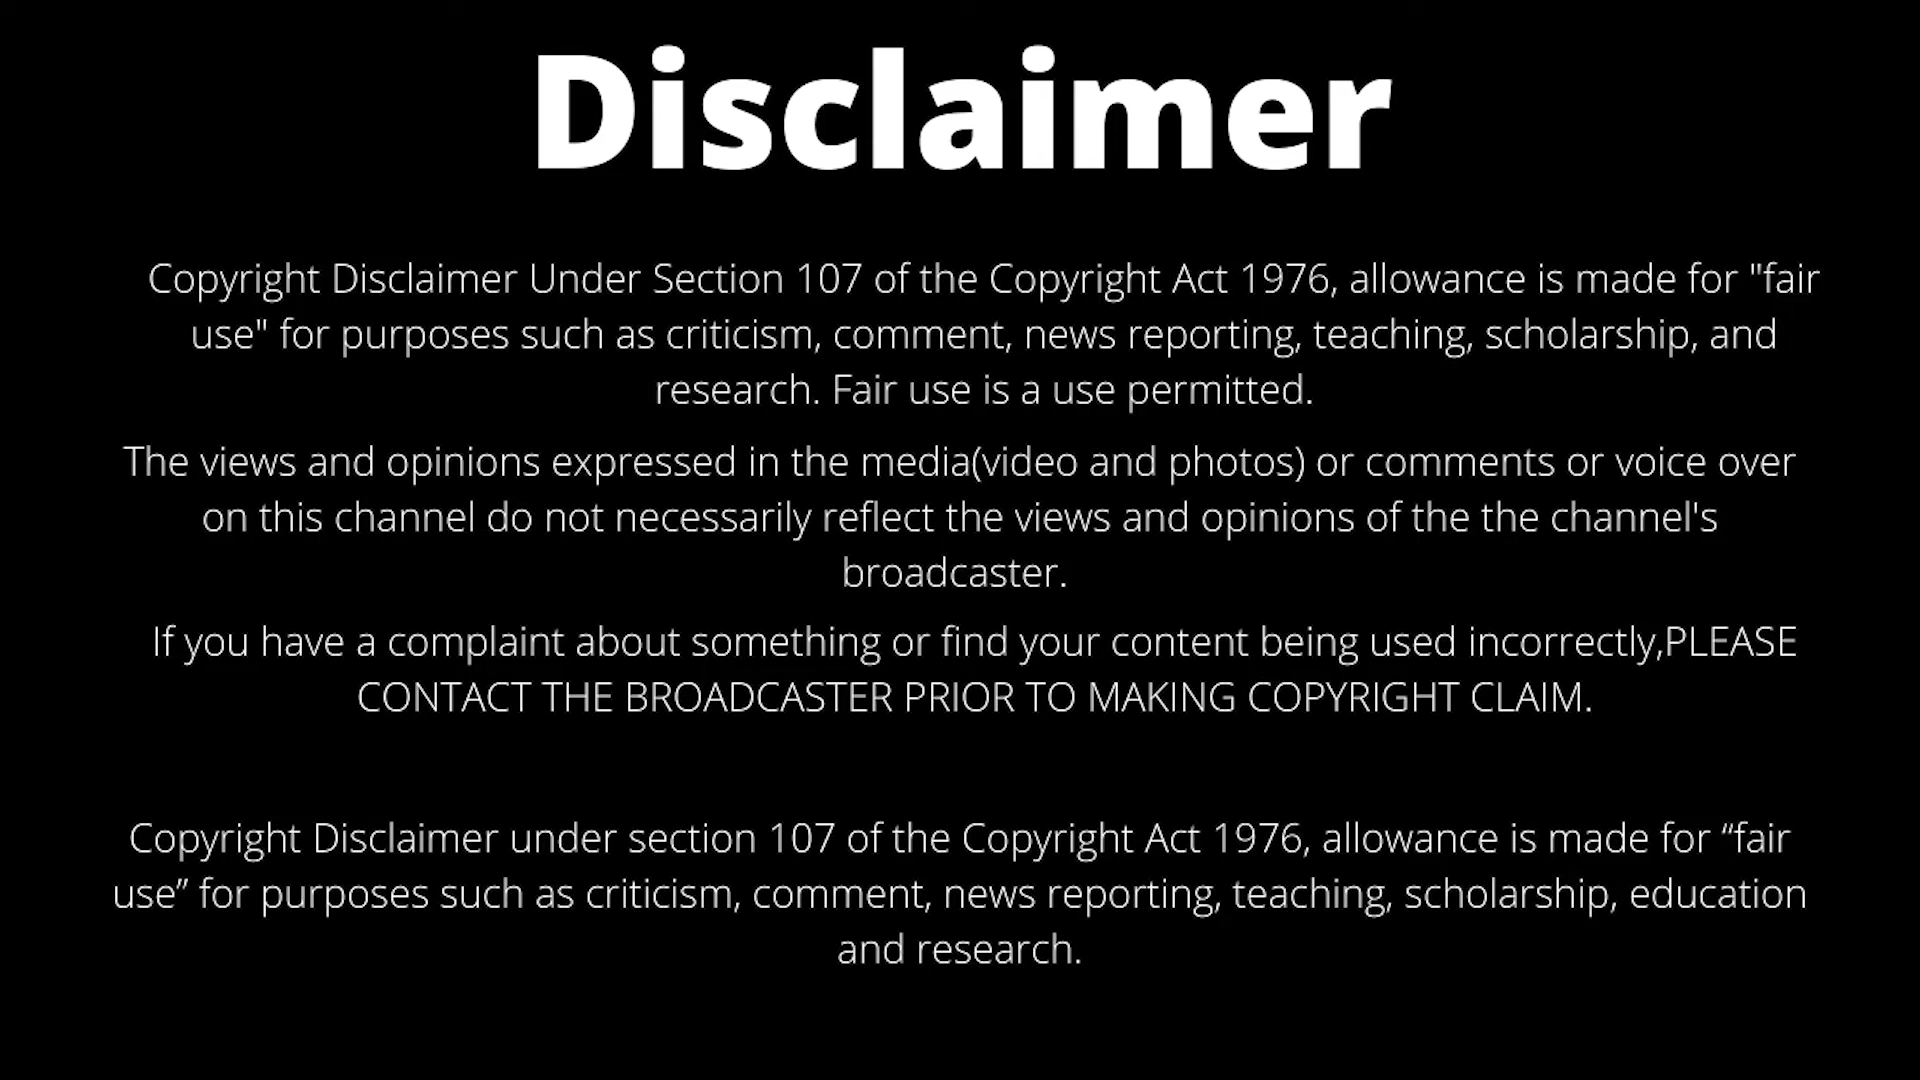 Disclaimer
Copyright Disclaimer Under Section 107 of the Copyright Act 1976, allowance is made for "fair
use" for purposes such as criticism, comment, news reporting, teaching, scholarship, and
research. Fair use is a use permitted.
The views and opinions expressed in the media(video and photos) or comments or voice over
on this channel do not necessarily reflect the views and opinions of the the channel's
broadcaster.
If you have a complaint about something or find your content being used incorrectly,PLEASE
CONTACT THE BROADCASTER PRIOR TO MAKING COPYRIGHT CLAIM.
Copyright Disclaimer under section 107 of the Copyright Act 1976, allowance is made for “fair
use” for purposes such as criticism, comment, news reporting, teaching, scholarship, education
and research.